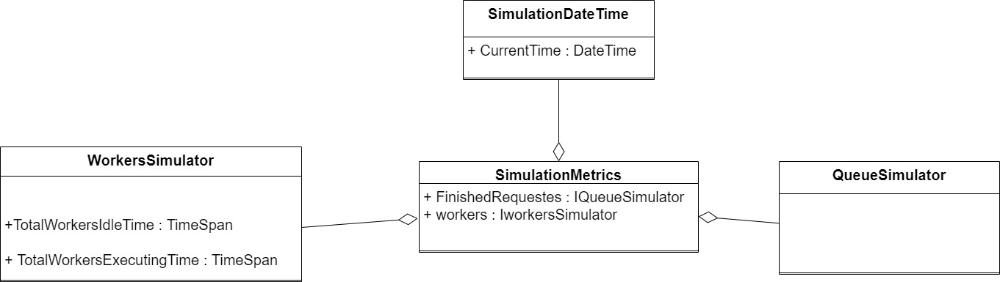 SimulationDateTime
+ CurrentTime : DateTime
WorkersSimulator
+TotalWorkersIdleTime : TimeSpan
+ TotalWorkersExecutingTime : TimeSpan
SimulationMetrics
+ FinishedRequestes : IQueueSimulator
+ workers : IworkersSimulator
QueueSimulator